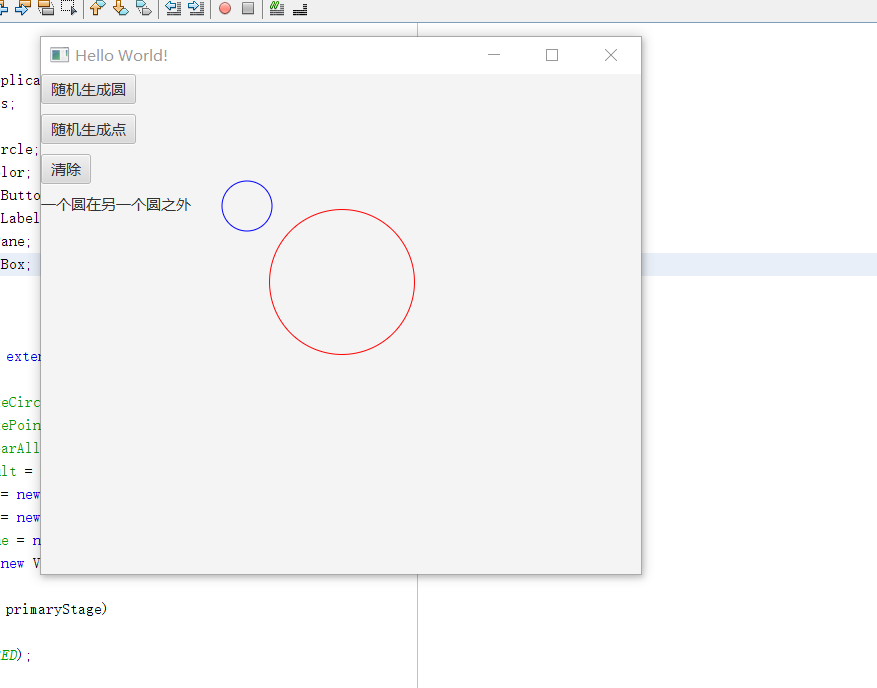 Hello World!
随机生成圆
随机生成点
清除
一个圆在另一个圆之外
plica
s;
rcle;
lor;
Butto
Label
ane;
Box;
exter
eCirc
ePoin
arAll
lt =
= new
= new
e = n
new V
primaryStage)
ED);